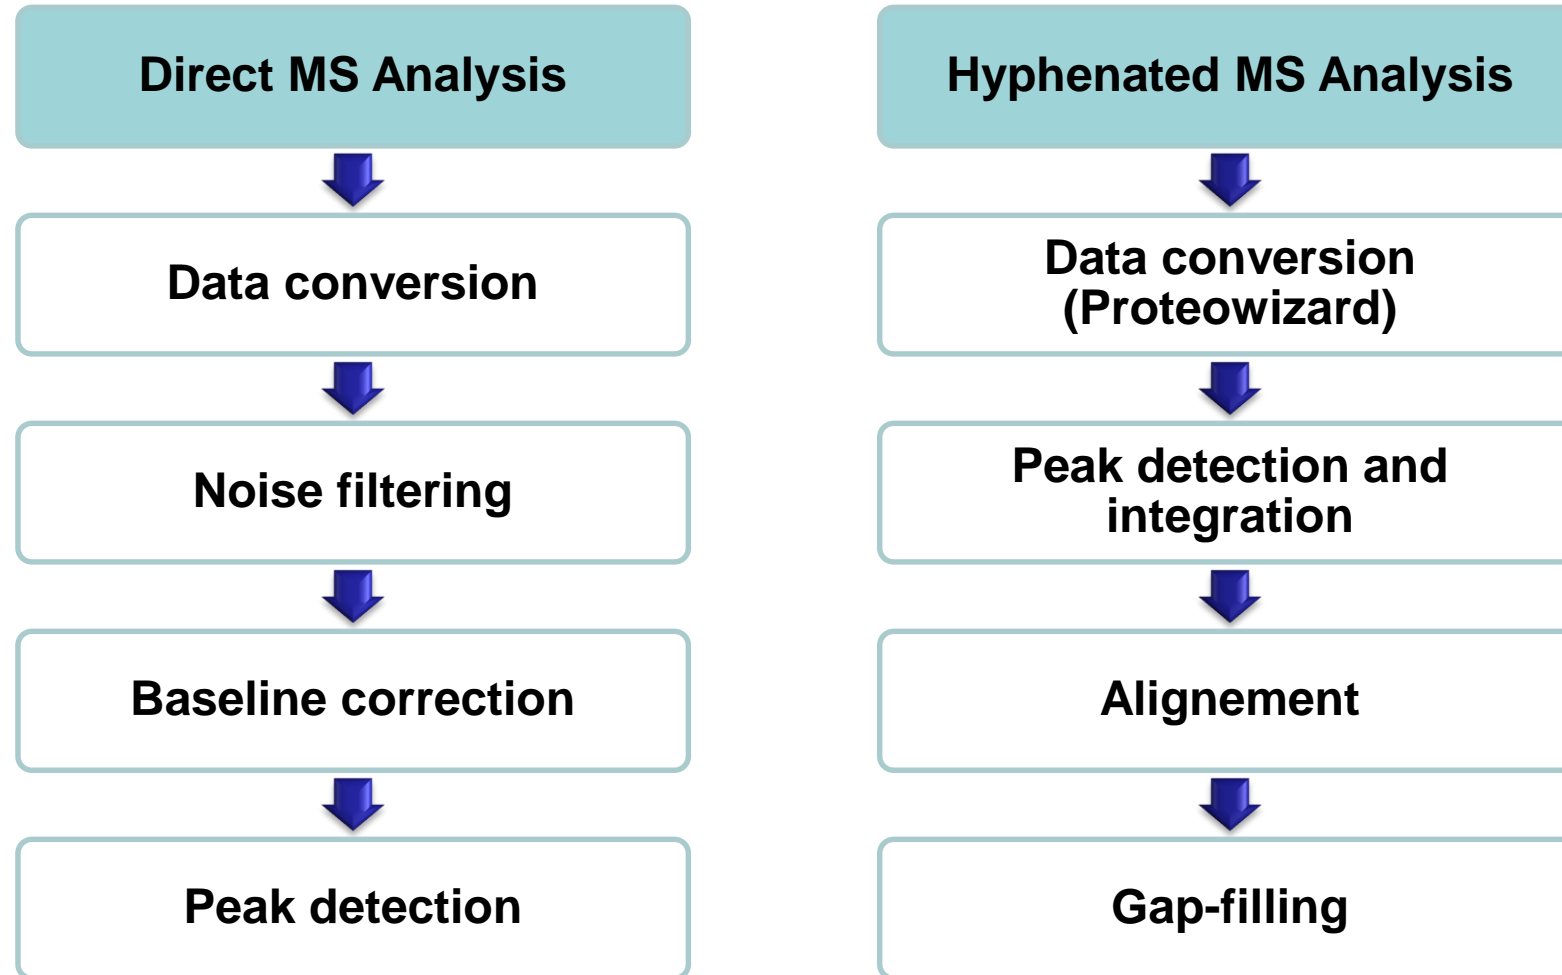 Direct MS Analysis
Data conversion
Noise filtering
Baseline correction
Peak detection
Hyphenated MS Analysis
Data conversion
(Proteowizard)
Peak detection and
integration
Alignement
Gap-filling